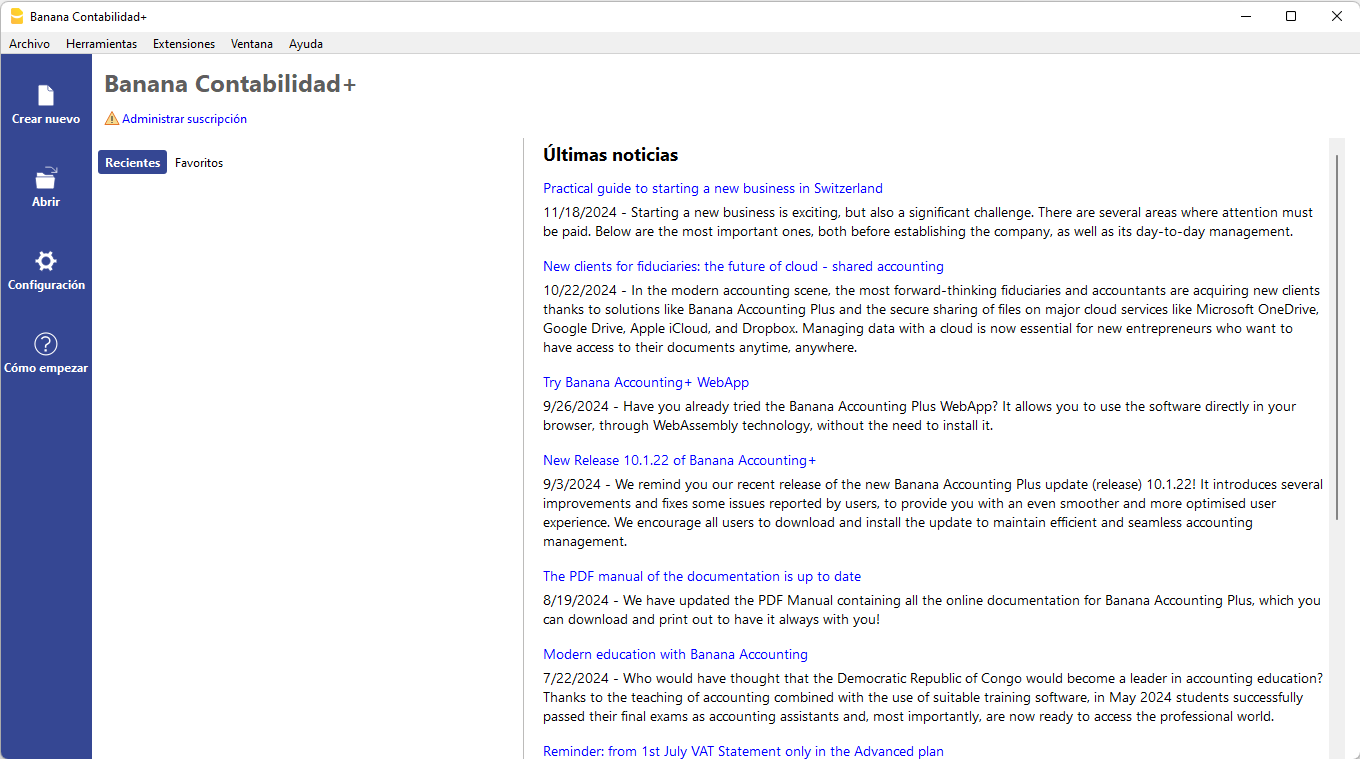 Banana Contabilidad+
Archivo Herramientas Extensiones Ventana Ayuda
Crear nuevo
Abrir
Configuración
Cómo empezar
Banana Contabilidad+
Administrar suscripción
Recientes Favoritos
Últimas noticias
Practical guide to starting a new business in Switzerland
11/18/2024 - Starting a new business is exciting, but also a significant challenge. There are several areas where attention must
be paid. Below are the most important ones, both before establishing the company, as well as its day-to-day management.
New clients for fiduciaries: the future of cloud - shared accounting
10/22/2024 - In the modern accounting scene, the most forward-thinking fiduciaries and accountants are acquiring new clients
thanks to solutions like Banana Accounting Plus and the secure sharing of files on major cloud services like Microsoft OneDrive,
Google Drive, Apple iCloud, and Dropbox. Managing data with a cloud is now essential for new entrepreneurs who want to
have access to their documents anytime, anywhere.
Try Banana Accounting+ WebApp
9/26/2024 - Have you already tried the Banana Accounting Plus WebApp? It allows you to use the software directly in your
browser, through WebAssembly technology, without the need to install it.
New Release 10.1.22 of Banana Accounting+
9/3/2024 - We remind you our recent release of the new Banana Accounting Plus update (release) 10.1.22! It introduces several
improvements and fixes some issues reported by users, to provide you with an even smoother and more optimised user
experience. We encourage all users to download and install the update to maintain efficient and seamless accounting
management.
The PDF manual of the documentation is up to date
8/19/2024 - We have updated the PDF Manual containing all the online documentation for Banana Accounting Plus, which you
can download and print out to have it always with you!
Modern education with Banana Accounting
7/22/2024 - Who would have thought that the Democratic Republic of Congo would become a leader in accounting education?
Thanks to the teaching of accounting combined with the use of suitable training software, in May 2024 students successfully
passed their final exams as accounting assistants and, most importantly, are now ready to access the professional world.
Reminder: from 1st July VAT Statement only in the Advanced plan